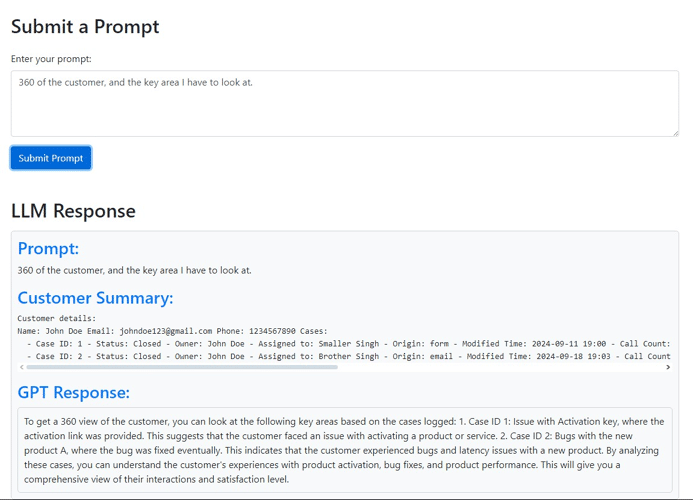 Submit a Prompt
Enter your prompt:
360 of the customer, and the key area I have to look at.
Submit Prompt
LLM Response
Prompt:
360 of the customer, and the key area I have to look at.
Customer Summary:
Customer details:
Name: John Doe Email: johndoe123@gmail.com Phone: 1234567890 Cases:
- Case ID: 1 - Status: Closed - Owner: John Doe - Assigned to: Smaller Singh - Origin: form - Modified Time: 2024-09-11 19:00 - Call Count:
- Case ID: 2 - Status: Closed - Owner: John Doe - Assigned to: Brother Singh - Origin: email - Modified Time: 2024-09-18 19:03 - Call Count
GPT Response:
To get a 360 view of the customer, you can look at the following key areas based on the cases logged: 1. Case ID 1: Issue with Activation key, where the
activation link was provided. This suggests that the customer faced an issue with activating a product or service. 2. Case ID 2: Bugs with the new
product A, where the bug was fixed eventually. This indicates that the customer experienced bugs and latency issues with a new product. By analyzing
these cases, you can understand the customer's experiences with product activation, bug fixes, and product performance. This will give you a
comprehensive view of their interactions and satisfaction level.